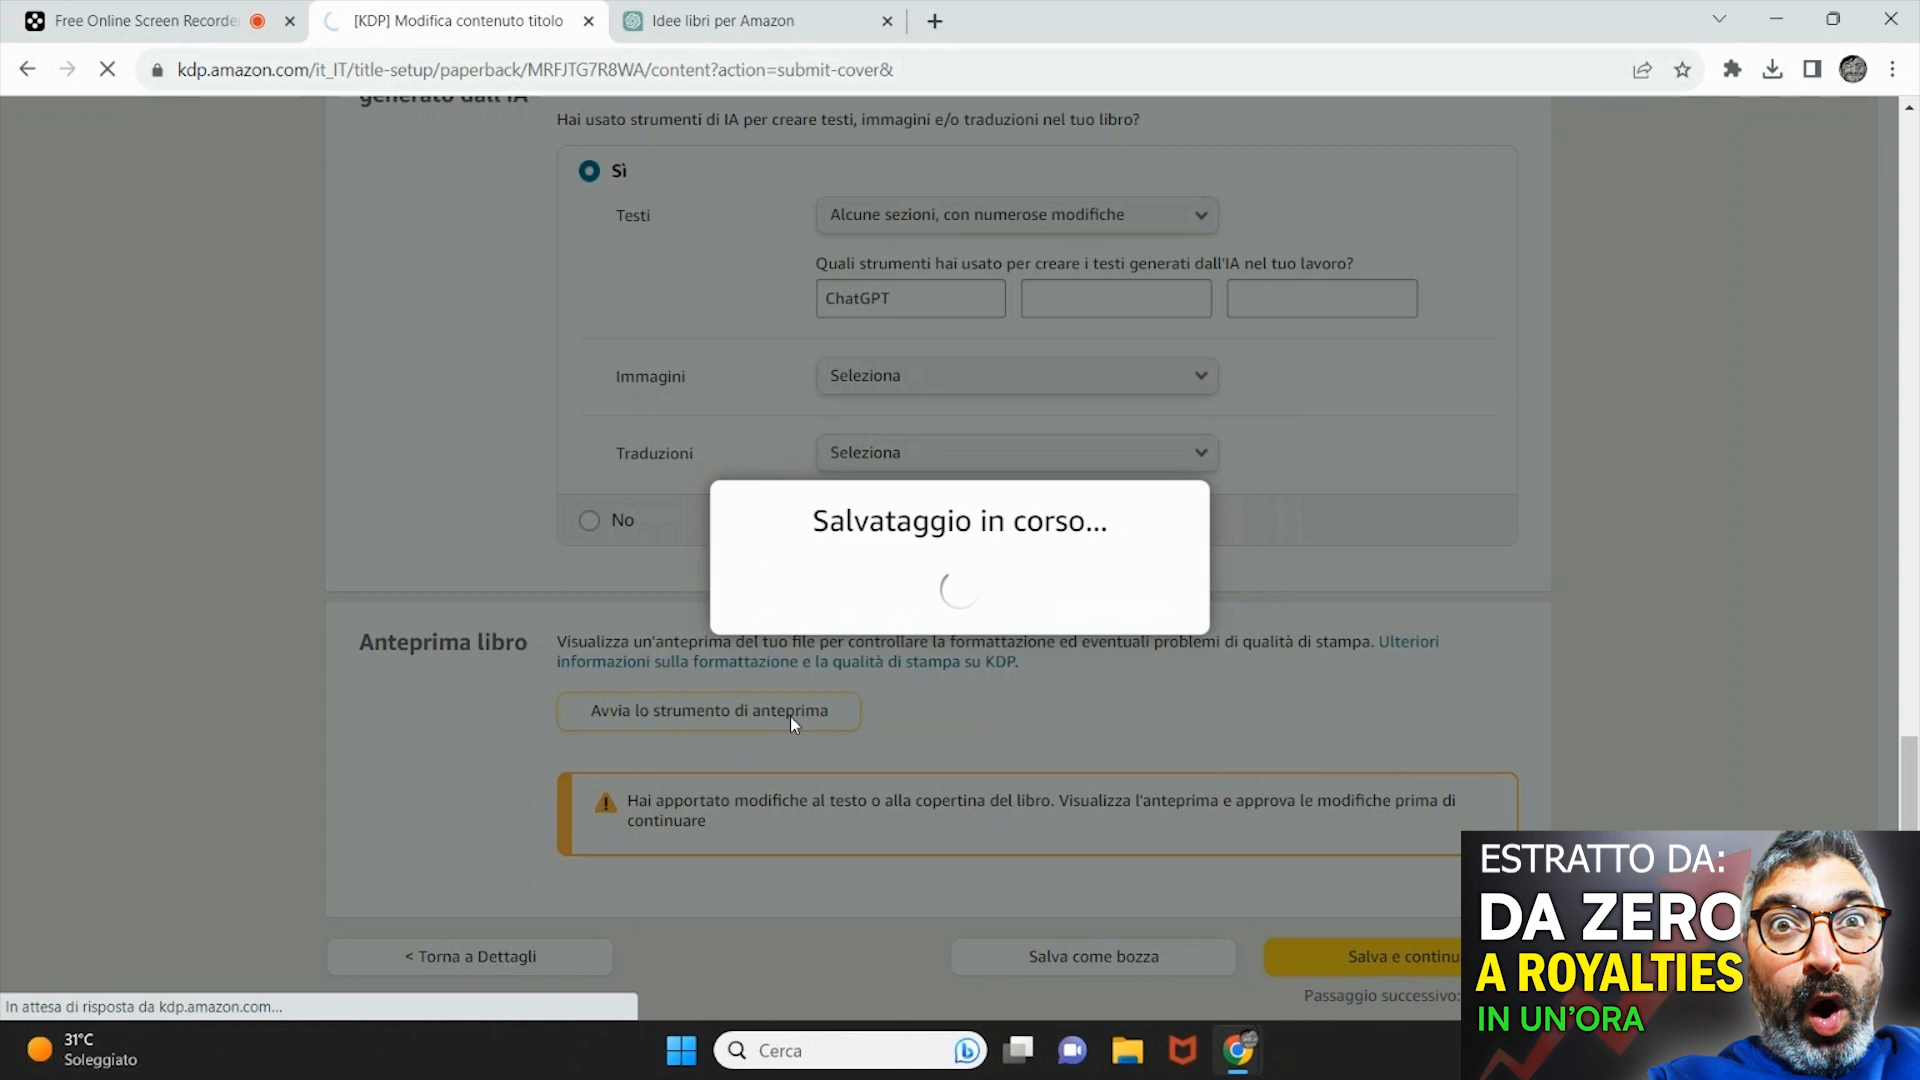 Free Online Screen Recorde
[KDP] Modifica contenuto titolo
Idee libri per Amazon
kdp.amazon.com/it_IT/title-setup/paperback/MRFJTG7R8WA/content?action=submit-cover&
generato dall'IA
Hai usato strumenti di IA per creare testi, immagini e/o traduzioni nel tuo libro?
Sì
Testi
Alcune sezioni, con numerose modifiche
Quali strumenti hai usato per creare i testi generati dall'IA nel tuo lavoro?
ChatGPT
Immagini
Seleziona
Traduzioni
Seleziona
No
Salvataggio in corso...
Anteprima libro
Visualizza un'anteprima del tuo file per controllare la formattazione ed eventuali problemi di qualità di stampa. Ulteriori
informazioni sulla formattazione e la qualità di stampa su KDP.
Avvia lo strumento di anteprima
Hai apportato modifiche al testo o alla copertina del libro. Visualizza l'anteprima e approva le modifiche prima di
continuare
< Torna a Dettagli
Salva come bozza
Salva e continu
Passaggio successivo:
In attesa di risposta da kdp.amazon.com...
ESTRATTO DA:
DA ZERO
A ROYALTIES
IN UN'ORA
31°C
Soleggiato
Cerca